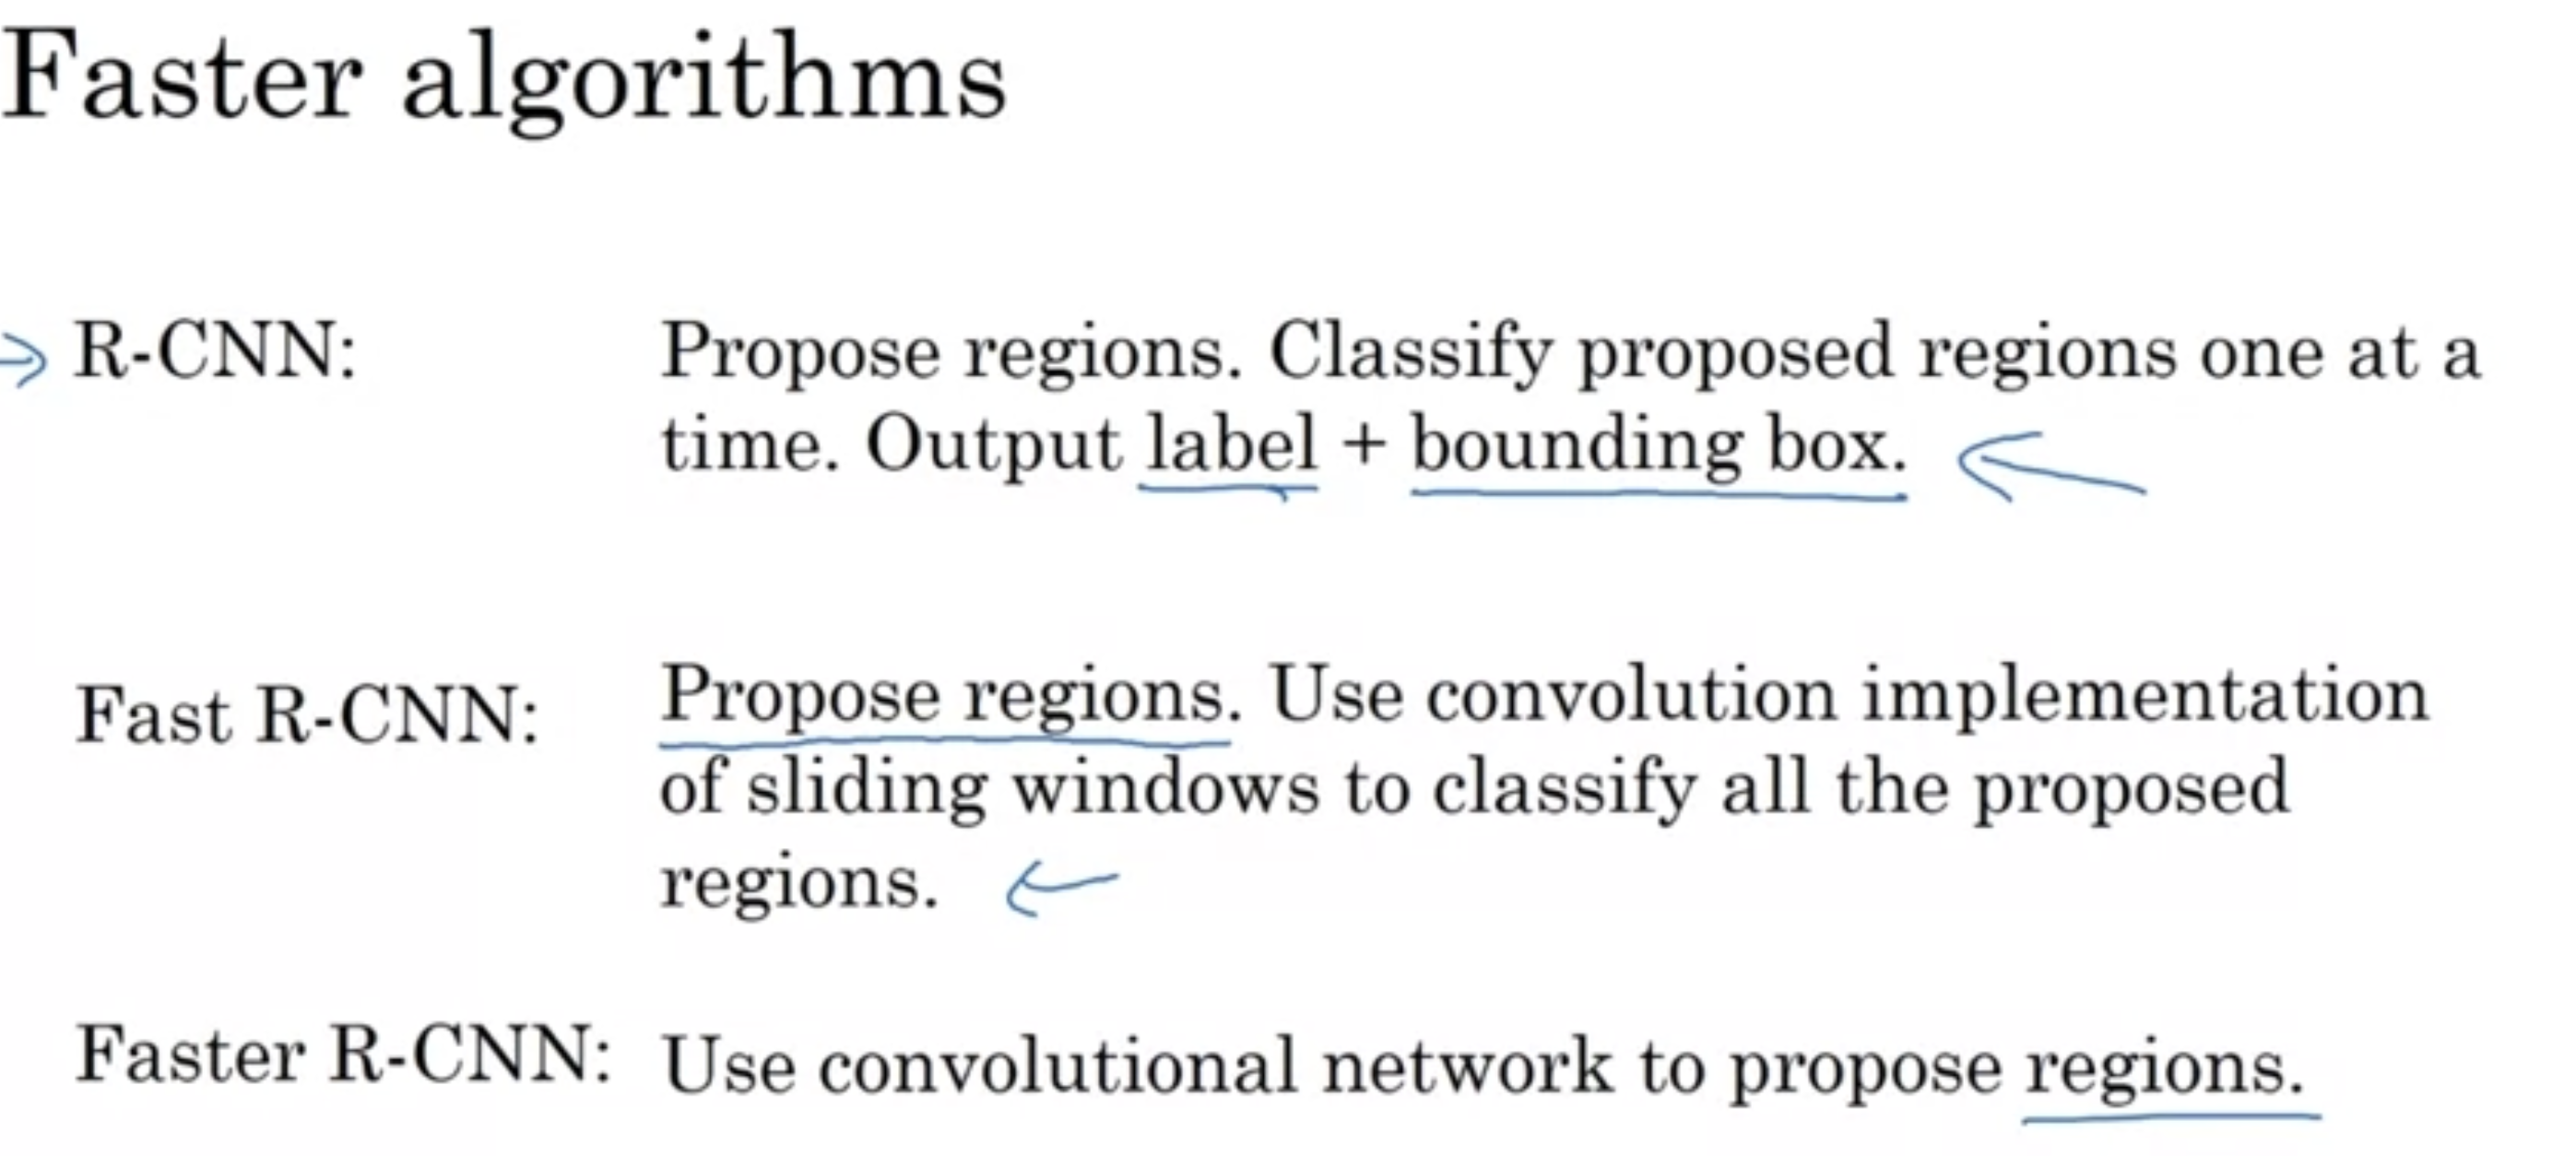 Faster algorithms
R-CNN: Propose regions. Classify proposed regions one at a
time. Output label + bounding box.
Fast R-CNN: Propose regions. Use convolution implementation
of sliding windows to classify all the proposed
regions.
Faster R-CNN: Use convolutional network to propose regions.